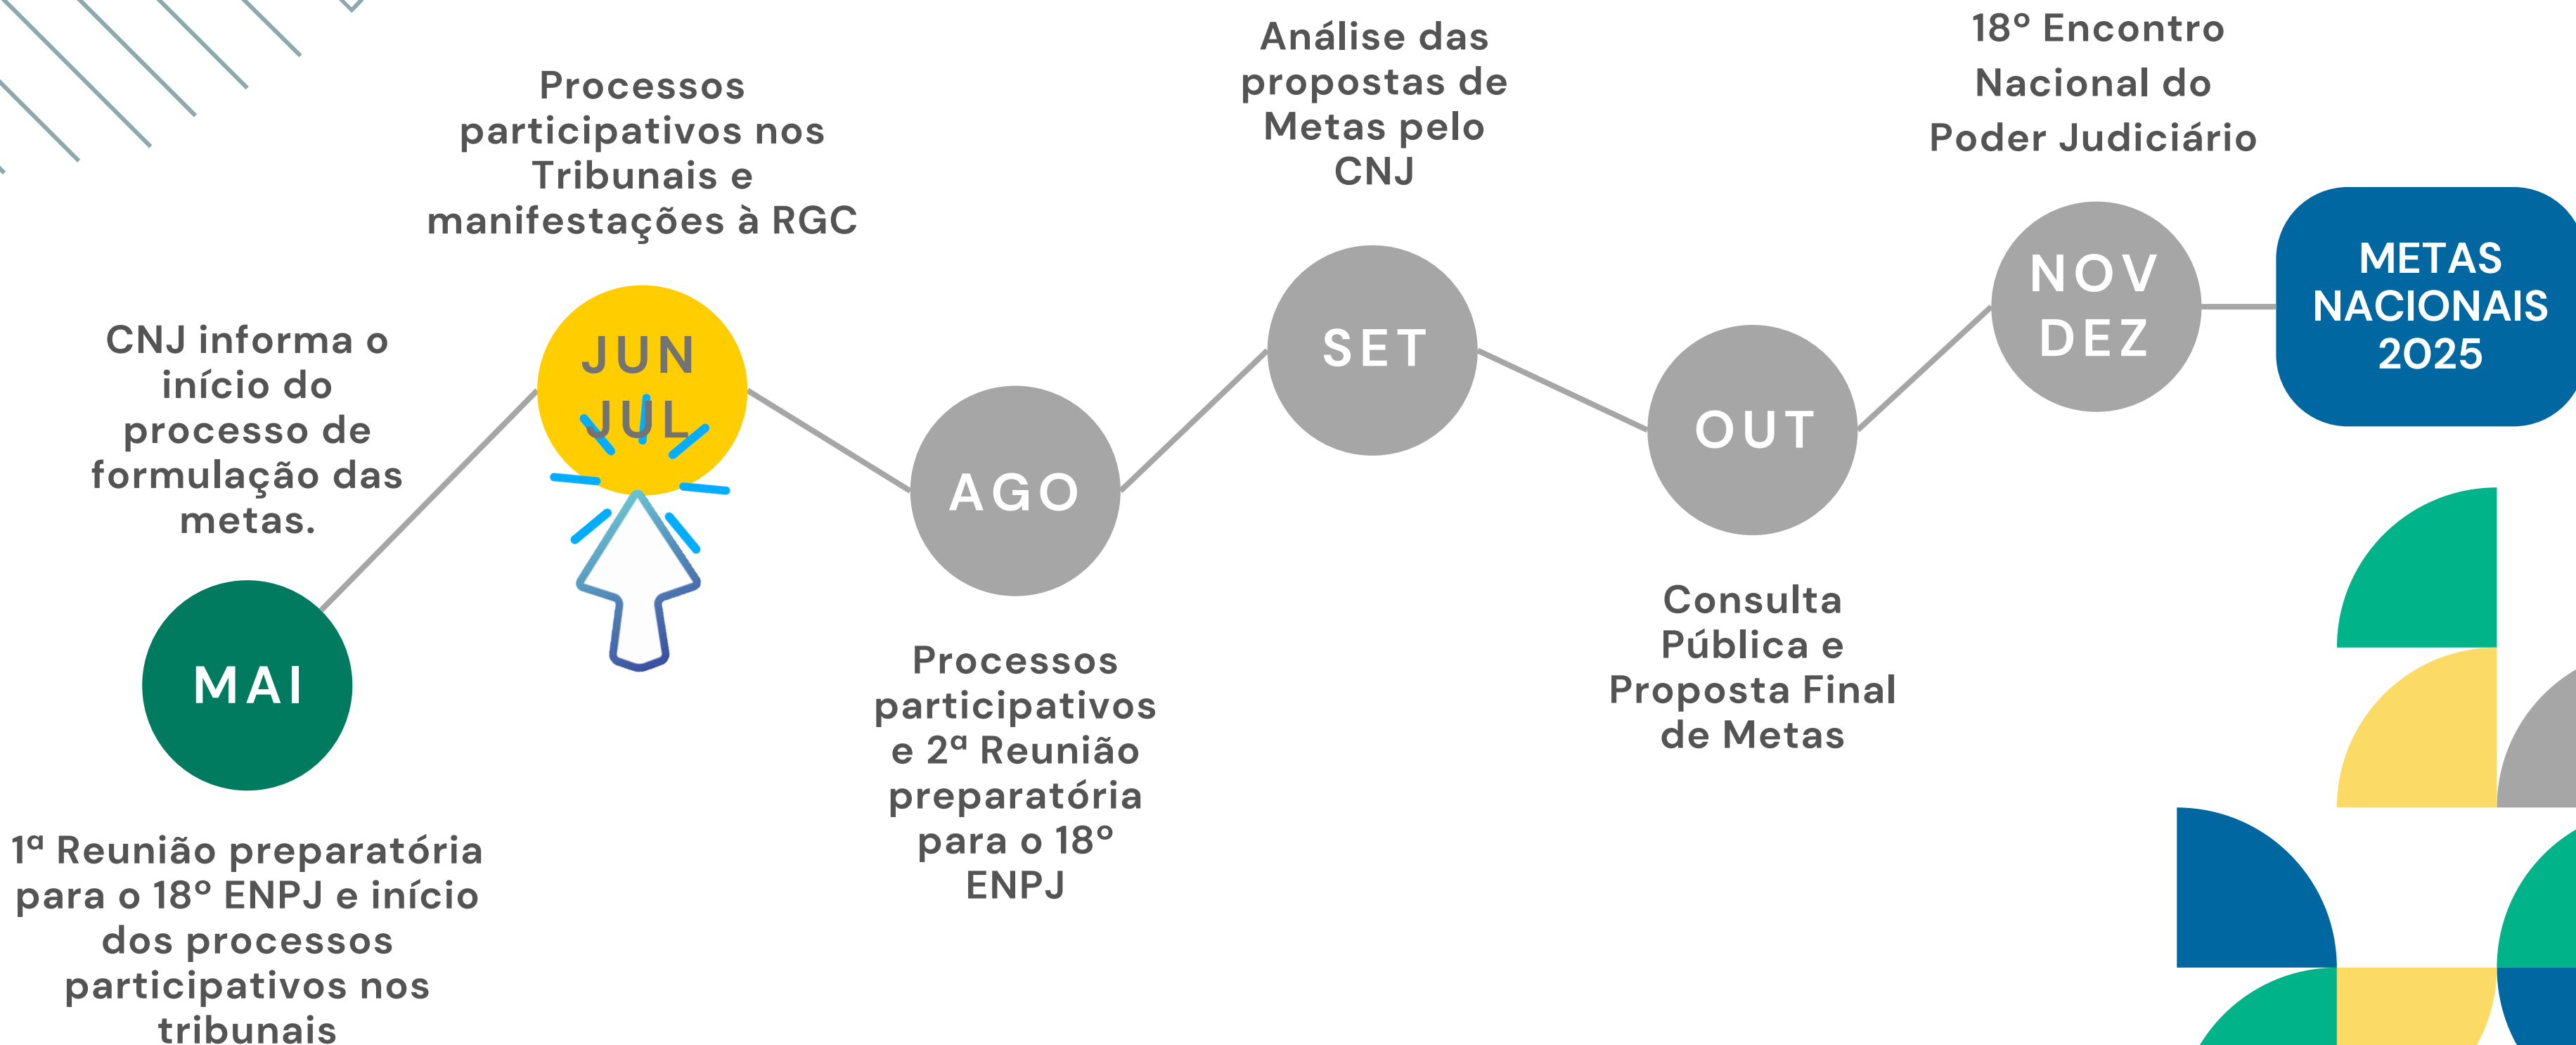 CNJ informa o
início do
processo de
formulação das
metas.
MAI
1ª Reunião preparatória
para o 18º ENPJ e início
dos processos
participativos nos
tribunais
Processos
participativos nos
Tribunais e
manifestações à RGC
JUN
JUL
AGO
Processos
participativos
e 2ª Reunião
preparatória
para o 18º
ENPJ
Análise das
propostas de
Metas pelo
CNJ
SET
OUT
Consulta
Pública e
Proposta Final
de Metas
18º Encontro
Nacional do
Poder Judiciário
NOV
DEZ
METAS
NACIONAIS
2025